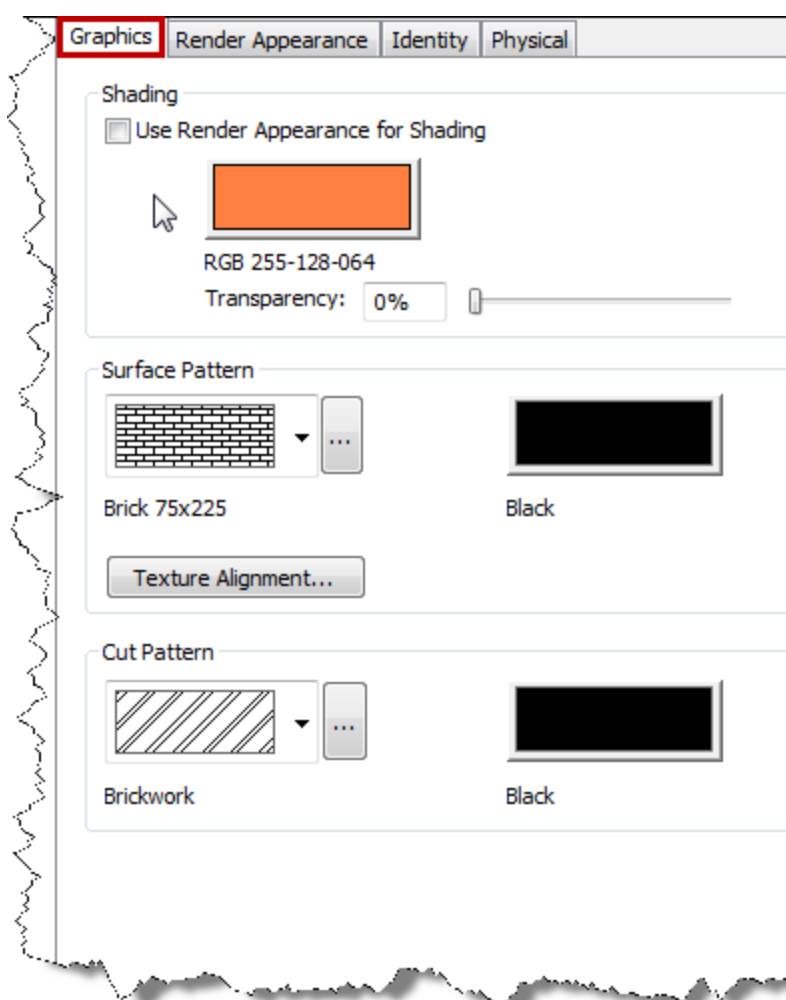 Graphics Render Appearance Identity Physical
Shading
Use Render Appearance for Shading
RGB 255-128-064
Transparency: 0%
Surface Pattern
...
Brick 75x225 Black
Texture Alignment...
Cut Pattern
...
Brickwork Black